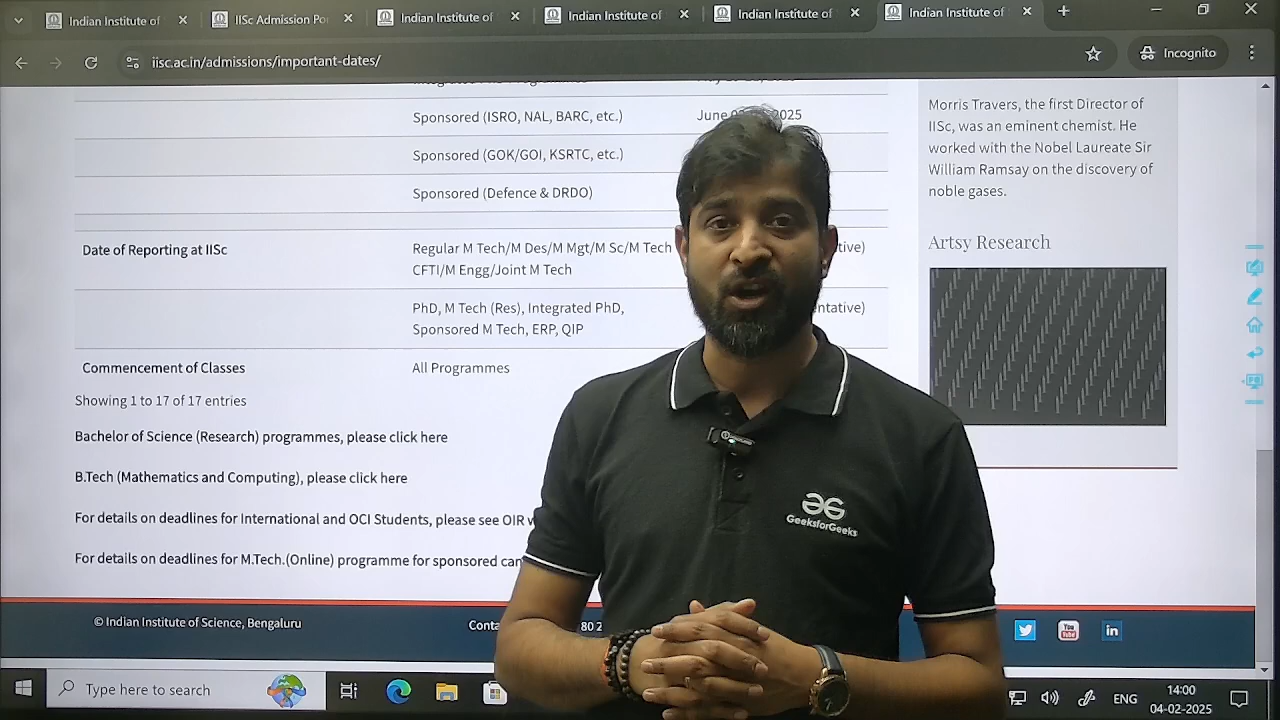 Indian Institute of
IISc Admission Po
Indian Institute of
Indian Institute of
Indian Institute of
Indian Institute of
iisc.ac.in/admissions/important-dates/
Incognito
Sponsored (ISRO, NAL, BARC, etc.) June 2025
Sponsored (GOK/GOI, KSRTC, etc.)
Sponsored (Defence & DRDO)
Date of Reporting at IISc
Regular M Tech/M Des/M Mgt/M Sc/M Tech
CFTI/M Engg/Joint M Tech
PhD, M Tech (Res), Integrated PhD,
Sponsored M Tech, ERP, QIP
ntative)
Commencement of Classes All Programmes
Showing 1 to 17 of 17 entries
Bachelor of Science (Research) programmes, please click here
B.Tech (Mathematics and Computing), please click here
For details on deadlines for International and OCI Students, please see OIR
For details on deadlines for M.Tech.(Online) programme for sponsored can
Morris Travers, the first Director of
IISc, was an eminent chemist. He
worked with the Nobel Laureate Sir
William Ramsay on the discovery of
noble gases.
Artsy Research
GeeksforGeeks
© Indian Institute of Science, Bengaluru
Conta 80 2
You
Tube
in
Type here to search
ENG
14:00
04-02-2025